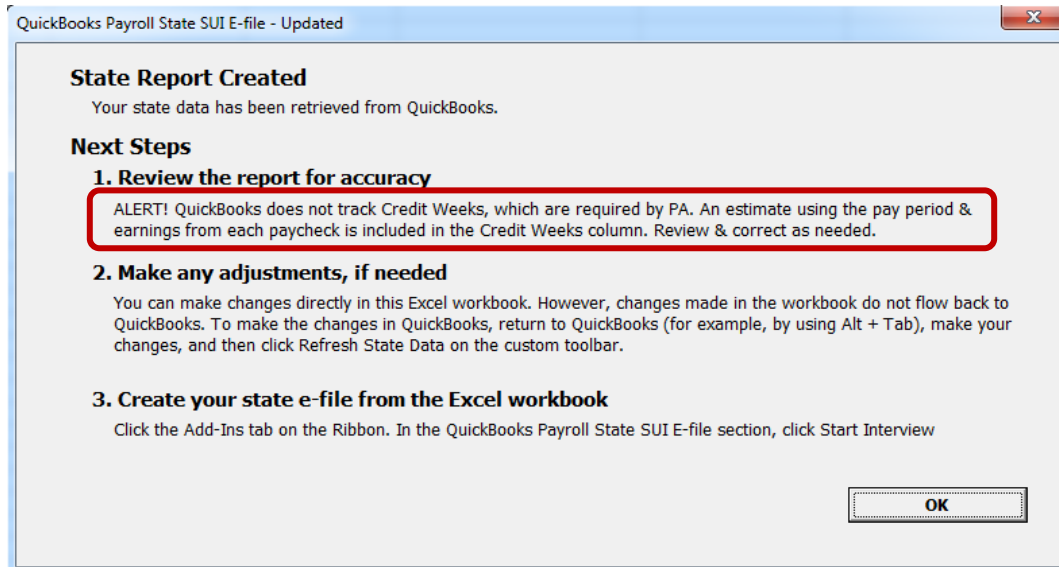 QuickBooks Payroll State SUI E-file - Updated
State Report Created
Your state data has been retrieved from QuickBooks.
Next Steps
1. Review the report for accuracy
ALERT! QuickBooks does not track Credit Weeks, which are required by PA. An estimate using the pay period &
earnings from each paycheck is included in the Credit Weeks column. Review & correct as needed.
2. Make any adjustments, if needed
You can make changes directly in this Excel workbook. However, changes made in the workbook do not flow back to
QuickBooks. To make the changes in QuickBooks, return to QuickBooks (for example, by using Alt + Tab), make your
changes, and then click Refresh State Data on the custom toolbar.
3. Create your state e-file from the Excel workbook
Click the Add-Ins tab on the Ribbon. In the QuickBooks Payroll State SUI E-file section, click Start Interview
OK